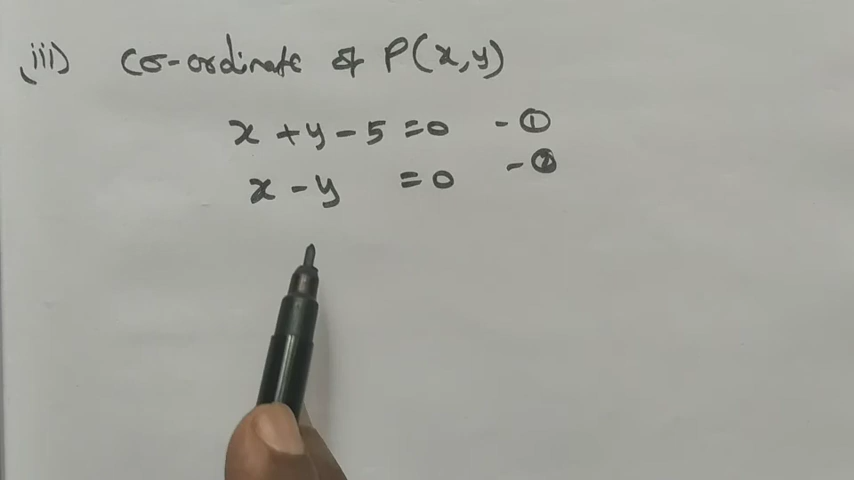 iii) Co-ordinate of P(x,y)
x + y - 5 = 0 - ①
x - y = 0 - ②